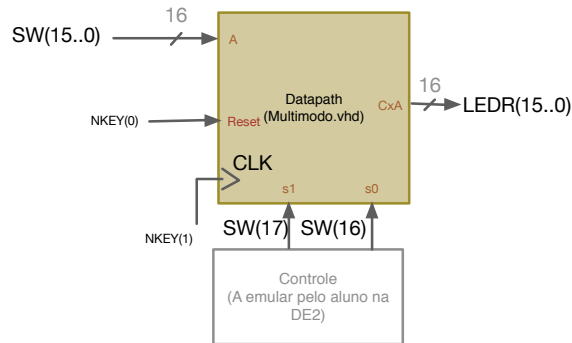 16
SW(15..0)
A
16
Datapath
(Multimodo.vhd)
CxA
LEDR(15..0)
NKEY(0)
Reset
CLK
s1
s0
SW(17)
SW(16)
NKEY(1)
Controle
(A emular pelo aluno na
DE2)